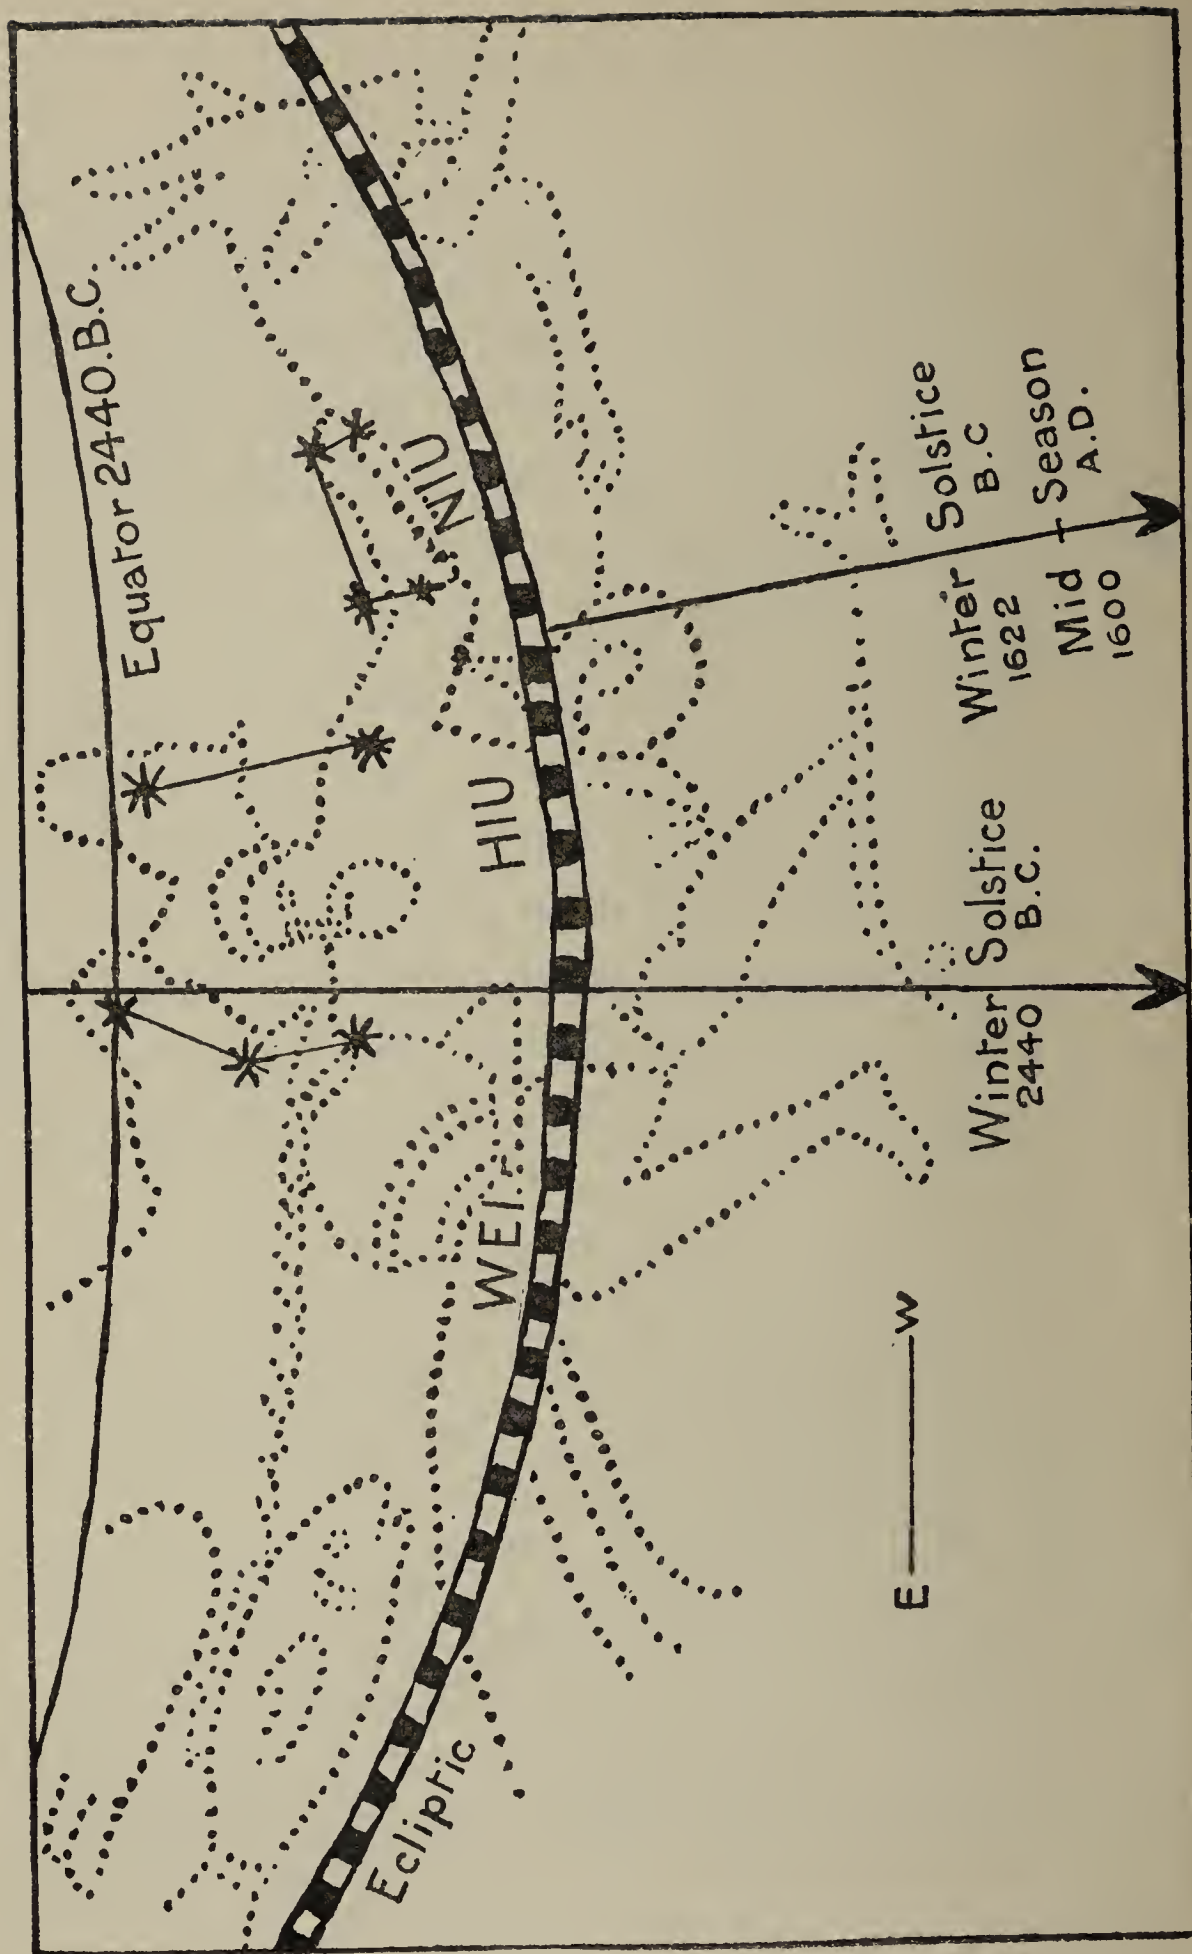 Equator 2440.B.C.
NIU
HIU
WEI
Ecliptic
E W
Winter Solstice
2440 B.C.
Winter Solstice
1622 B.C
Mid Season
1600 A.D.